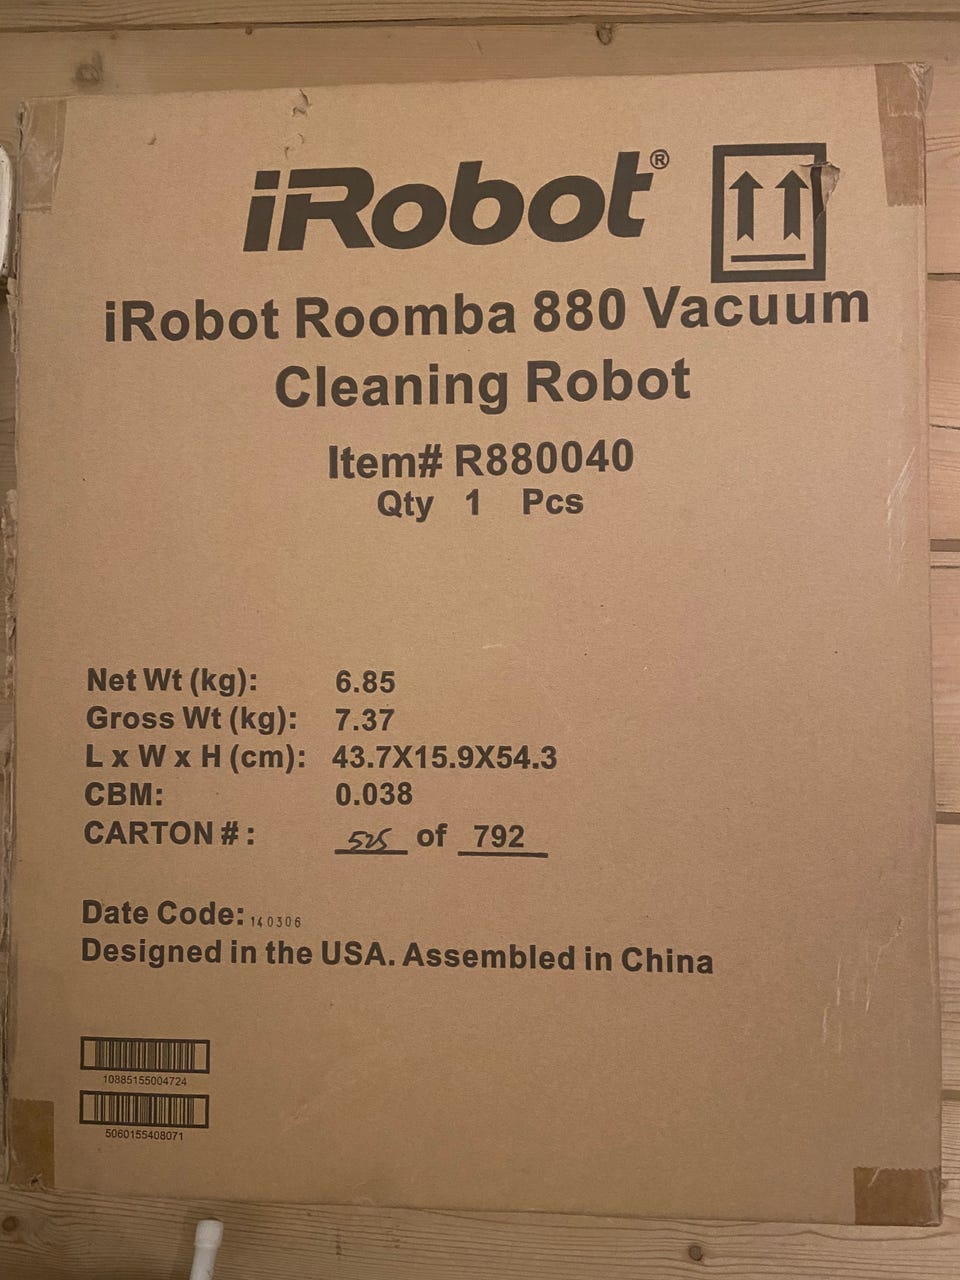 iRobot®
iRobot Roomba 880 Vacuum
Cleaning Robot
Item# R880040
Qty 1 Pcs
Net Wt (kg): 6.85
Gross Wt (kg): 7.37
L x W x H (cm): 43.7X15.9X54.3
CBM: 0.038
CARTON #: 525 of 792
Date Code: 140306
Designed in the USA. Assembled in China
10885155004724
5060155408071